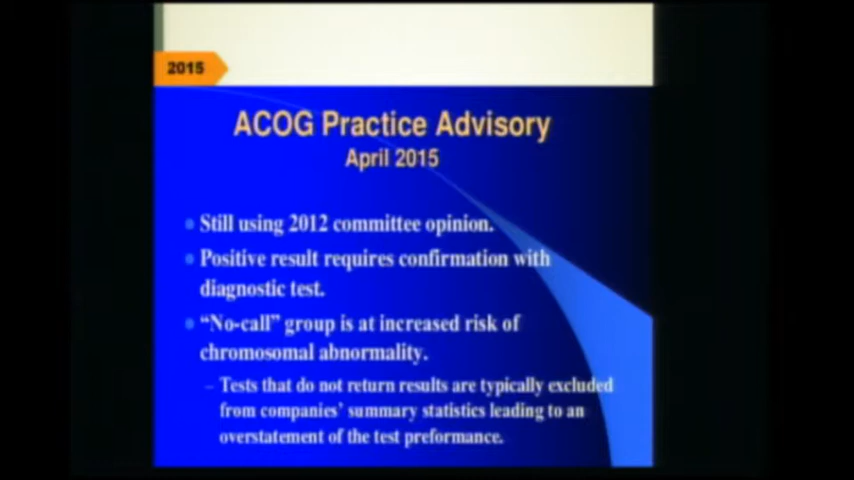 2015
ACOG Practice Advisory
April 2015
Still using 2012 committee opinion.
Positive result requires confirmation with
diagnostic test.
“No-call” group is at increased risk of
chromosomal abnormality.
– Tests that do not return results are typically excluded
from companies’ summary statistics leading to an
overstatement of the test preformance.